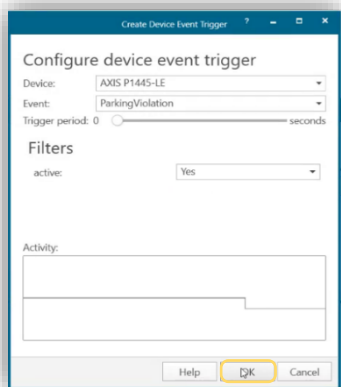 Create Device Event Trigger ?
Configure device event trigger
Device: AXIS P1445-LE
Event: ParkingViolation
Trigger period: 0 seconds
Filters
active: Yes
Activity:
Help OK Cancel